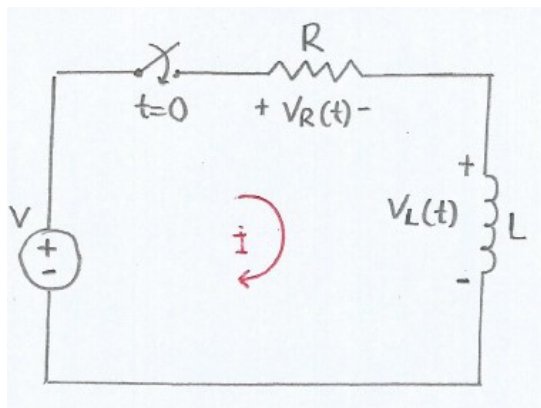 R
t=0
+ VR(t) -
+
V
VL(t)
L
+
-
i
-